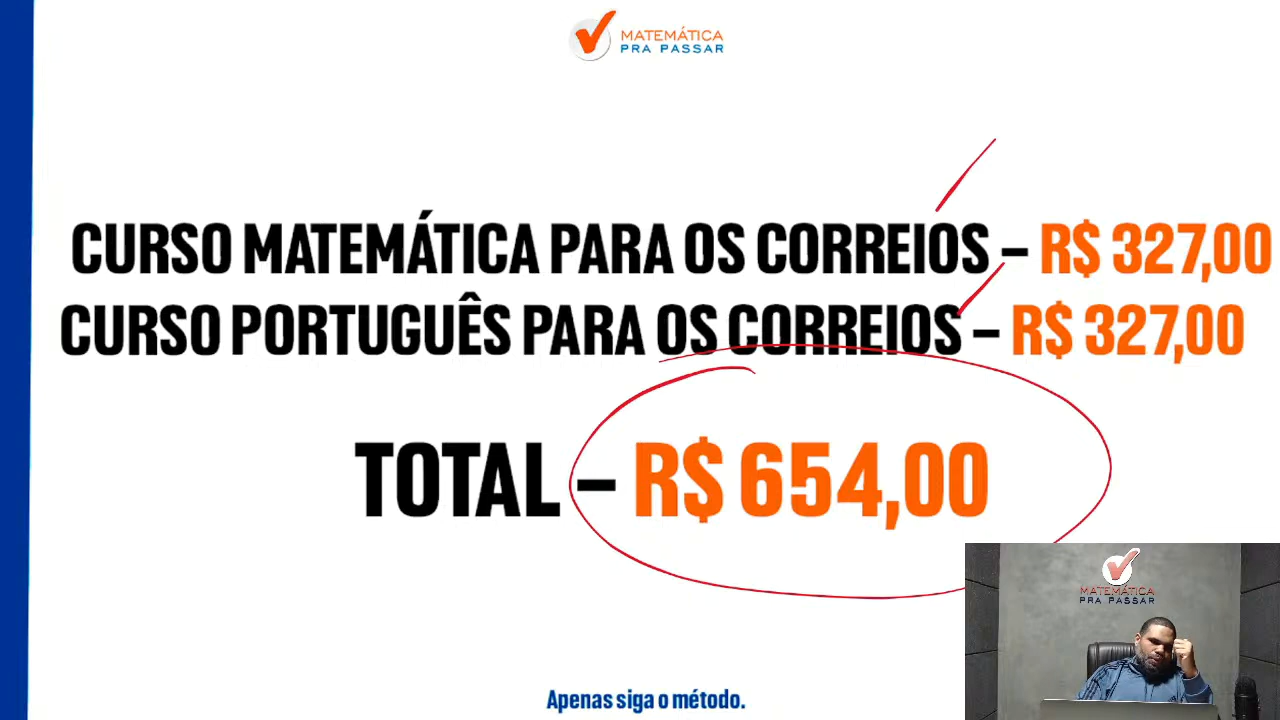 MATEMÁTICA
PRA PASSAR
CURSO MATEMÁTICA PARA OS CORREIOS – R$ 327,00
CURSO PORTUGUÊS PARA OS CORREIOS – R$ 327,00
TOTAL – R$ 654,00
MATEMÁTICA
PRA PASSAR
Apenas siga o método.